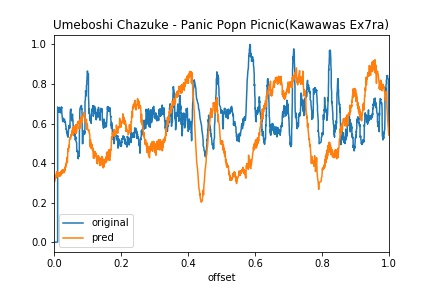 Umeboshi Chazuke - Panic Popn Picnic(Kawawas Ex7ra)
1.0
0.8
0.6
0.4
0.2
0.0
original
pred
0.0 0.2 0.4 0.6 0.8 1.0
offset